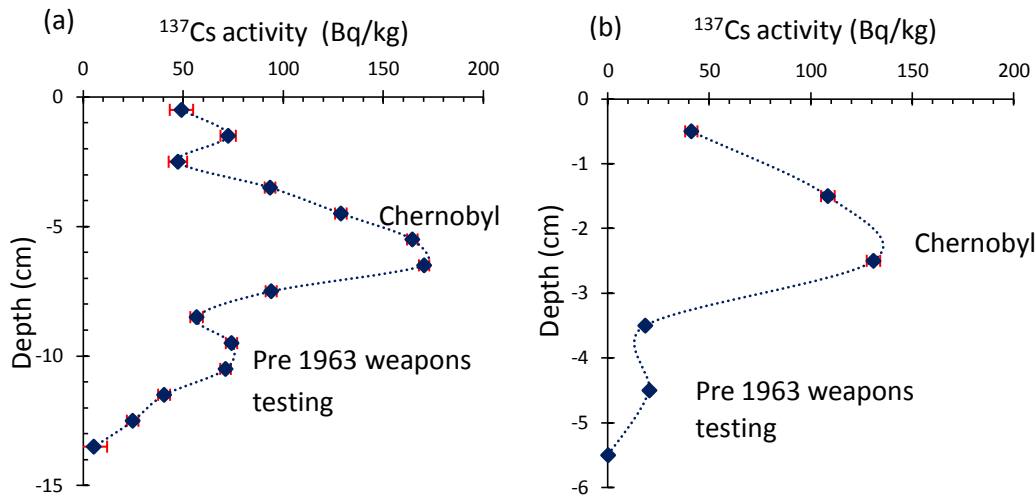 (a)
¹³⁷Cs activity (Bq/kg)
0 50 100 150 200
0
-5
-10
-15
Depth (cm)
Chernobyl
Pre 1963 weapons
testing
(b)
¹³⁷Cs activity (Bq/kg)
0 50 100 150 200
0
-1
-2
-3
-4
-5
-6
Depth (cm)
Chernobyl
Pre 1963 weapons
testing